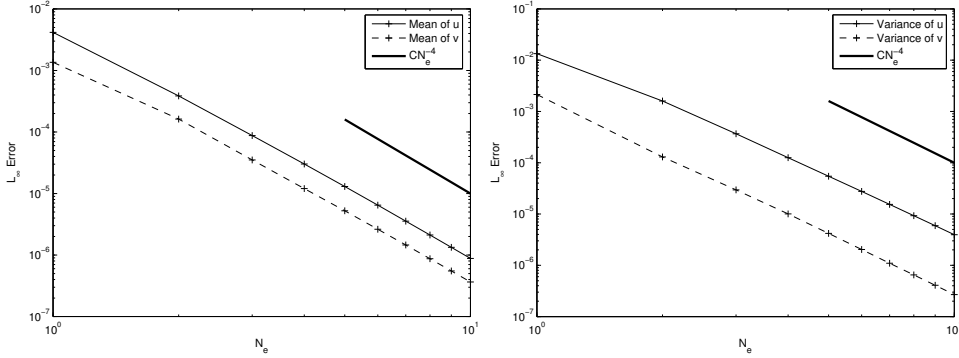 10^-2
10^-3
10^-4
10^-5
10^-6
10^-7
L_∞ Error
10^0
10^1
N_e
Mean of u
Mean of v
CN_e^-4
10^-1
10^-2
10^-3
10^-4
10^-5
10^-6
10^-7
L_∞ Error
10^0
10
N_e
Variance of u
Variance of v
CN_e^-4